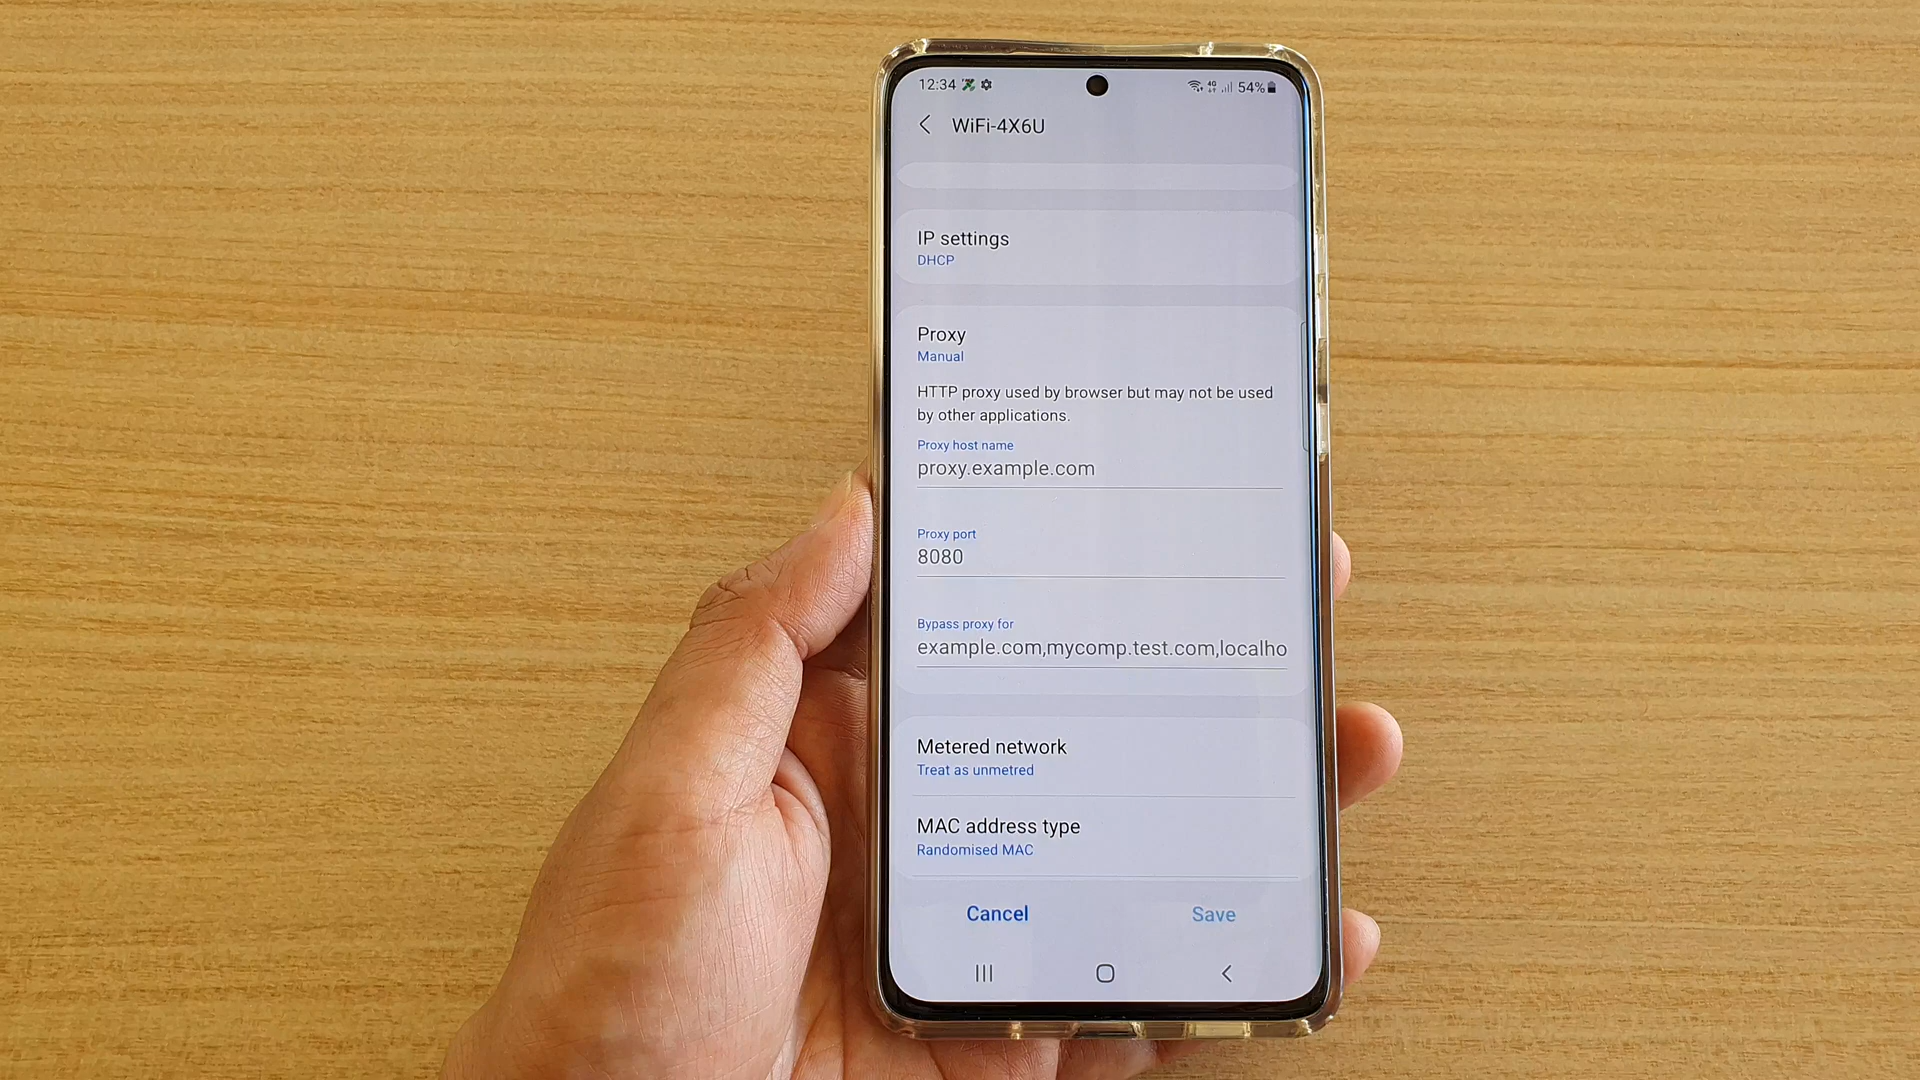 12:34 4G 54%
WiFi-4X6U
IP settings
DHCP
Proxy
Manual
HTTP proxy used by browser but may not be used
by other applications.
Proxy host name
proxy.example.com
Proxy port
8080
Bypass proxy for
example.com,mycomp.test.com,localho
Metered network
Treat as unmetred
MAC address type
Randomised MAC
Cancel Save